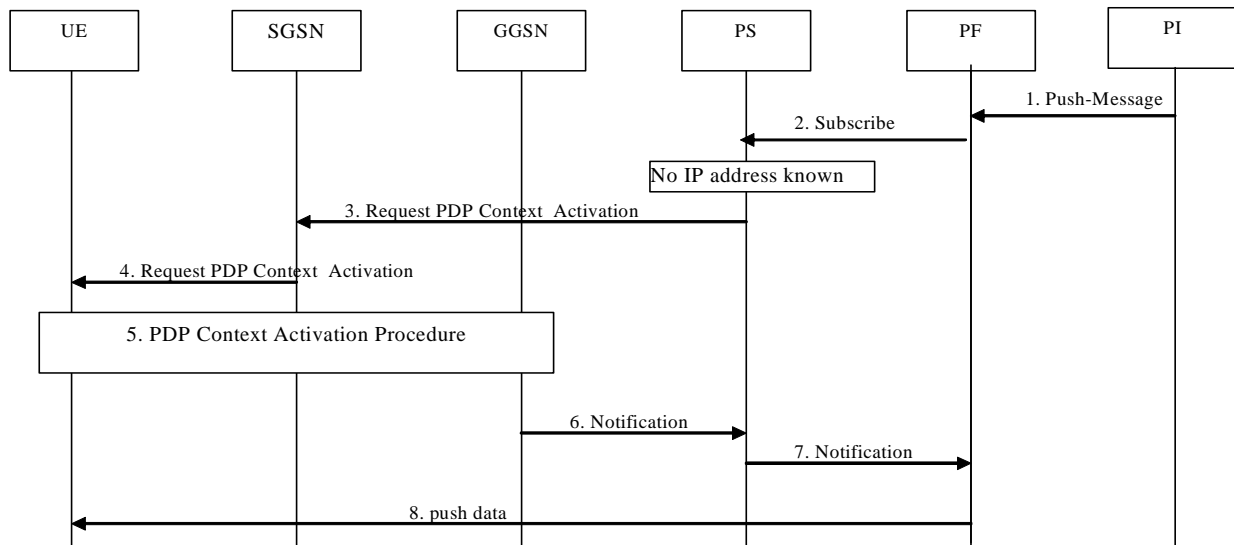 UE
SGSN
GGSN
PS
PF
PI
1. Push-Message
2. Subscribe
No IP address known
3. Request PDP Context Activation
4. Request PDP Context Activation
5. PDP Context Activation Procedure
6. Notification
7. Notification
8. push data